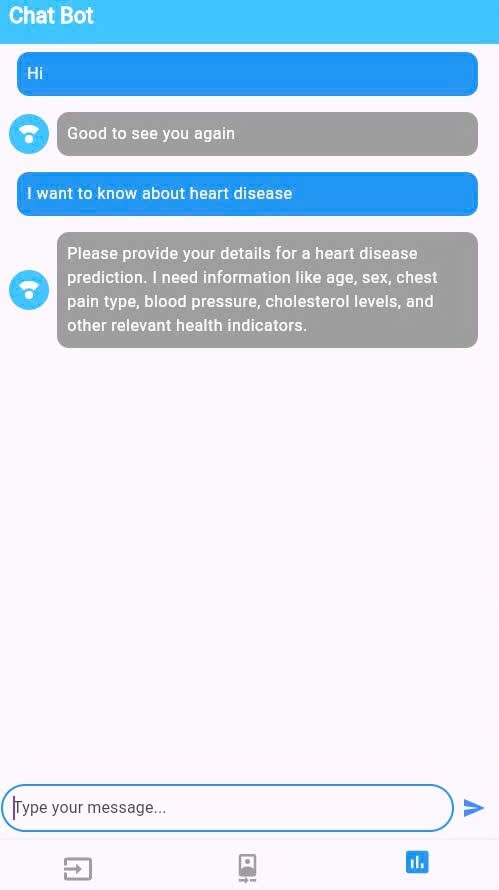 Chat Bot
Hi
Good to see you again
I want to know about heart disease
Please provide your details for a heart disease
prediction. I need information like age, sex, chest
pain type, blood pressure, cholesterol levels, and
other relevant health indicators.
Type your message...